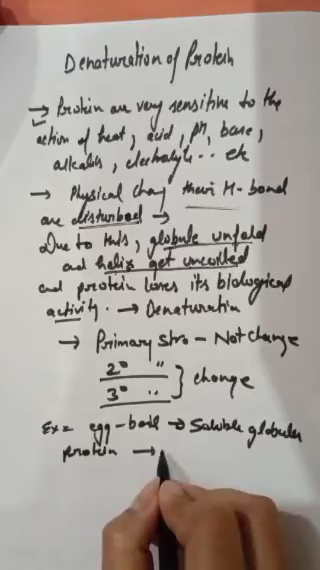 Denaturation of Protein
→ Protein are very sensitive to the
action of heat, acid, pH, base,
alkalis, electrolyte.. etc
→ Physical chang their H-bond
are disturbed →
Due to this, globule unfold
and helix get uncoiled
and protein loses its biological
activity. → Denaturation
→ Primary stro - Not change
2° "
} change
3° "
Ex = egg-boil → Soluble globular
protein →